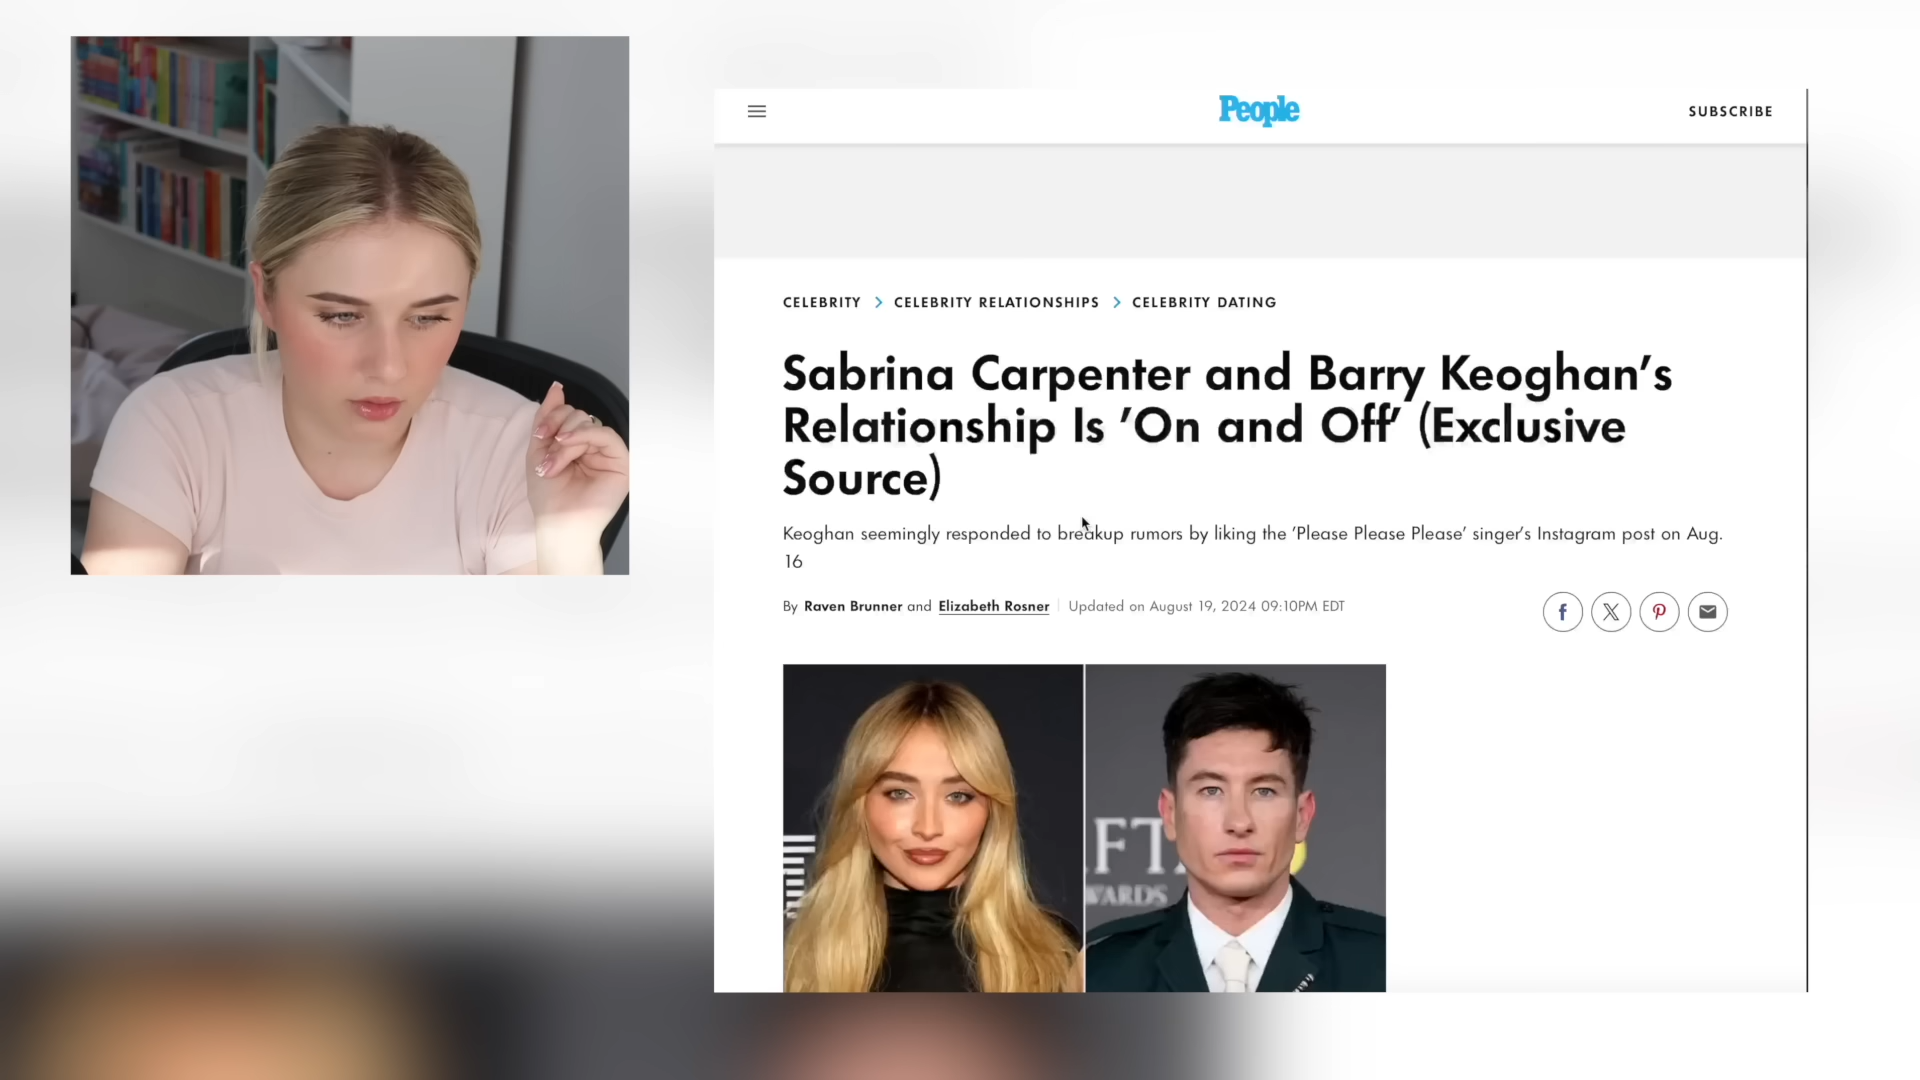 People
SUBSCRIBE
CELEBRITY > CELEBRITY RELATIONSHIPS > CELEBRITY DATING
Sabrina Carpenter and Barry Keoghan’s
Relationship Is ’On and Off’ (Exclusive
Source)
Keoghan seemingly responded to breakup rumors by liking the ’Please Please Please’ singer’s Instagram post on Aug.
16
By Raven Brunner and Elizabeth Rosner | Updated on August 19, 2024 09:10PM EDT
AFTA
AWARDS